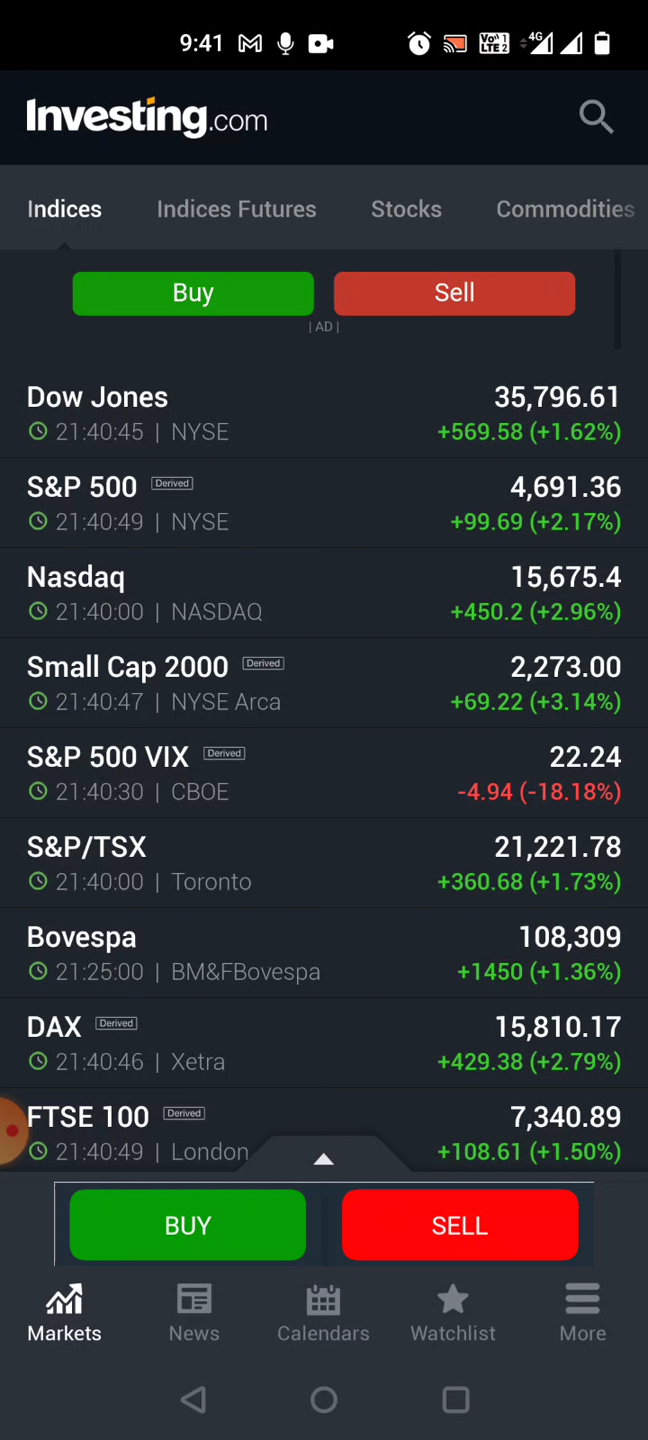 9:41 Vo 1 LTE 2 4G
Investing.com
Indices Indices Futures Stocks Commodities
Buy Sell
| AD |
Dow Jones 35,796.61
21:40:45 | NYSE +569.58 (+1.62%)
S&P 500 Derived 4,691.36
21:40:49 | NYSE +99.69 (+2.17%)
Nasdaq 15,675.4
21:40:00 | NASDAQ +450.2 (+2.96%)
Small Cap 2000 Derived 2,273.00
21:40:47 | NYSE Arca +69.22 (+3.14%)
S&P 500 VIX Derived 22.24
21:40:30 | CBOE -4.94 (-18.18%)
S&P/TSX 21,221.78
21:40:00 | Toronto +360.68 (+1.73%)
Bovespa 108,309
21:25:00 | BM&FBovespa +1450 (+1.36%)
DAX Derived 15,810.17
21:40:46 | Xetra +429.38 (+2.79%)
FTSE 100 Derived 7,340.89
21:40:49 | London +108.61 (+1.50%)
BUY SELL
Markets News Calendars Watchlist More